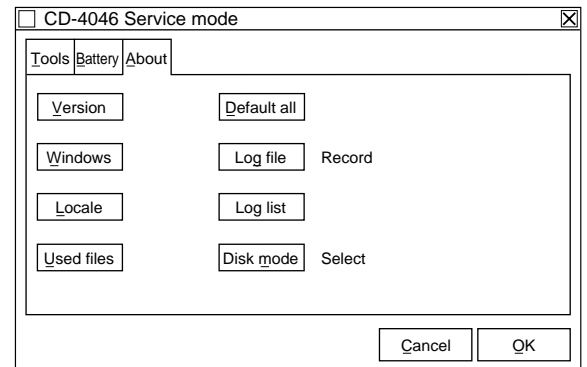 CD-4046 Service mode
Tools Battery About
Version Default all
Windows Log file Record
Locale Log list
Used files Disk mode Select
Cancel OK